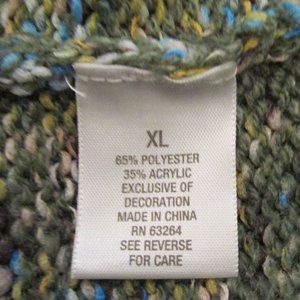 XL
65% POLYESTER
35% ACRYLIC
EXCLUSIVE OF
DECORATION
MADE IN CHINA
RN 63264
SEE REVERSE
FOR CARE